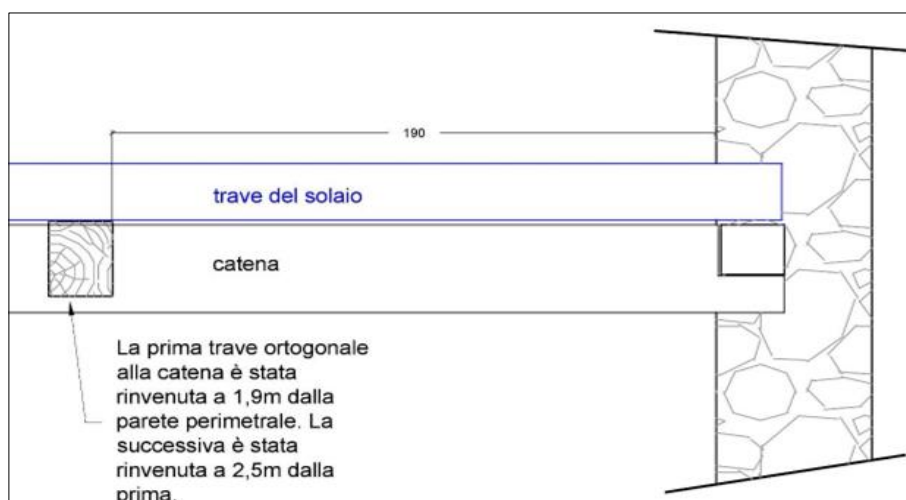 190
trave del solaio
catena
La prima trave ortogonale
alla catena è stata
rinvenuta a 1,9m dalla
parete perimetrale. La
successiva è stata
rinvenuta a 2,5m dalla
prima.